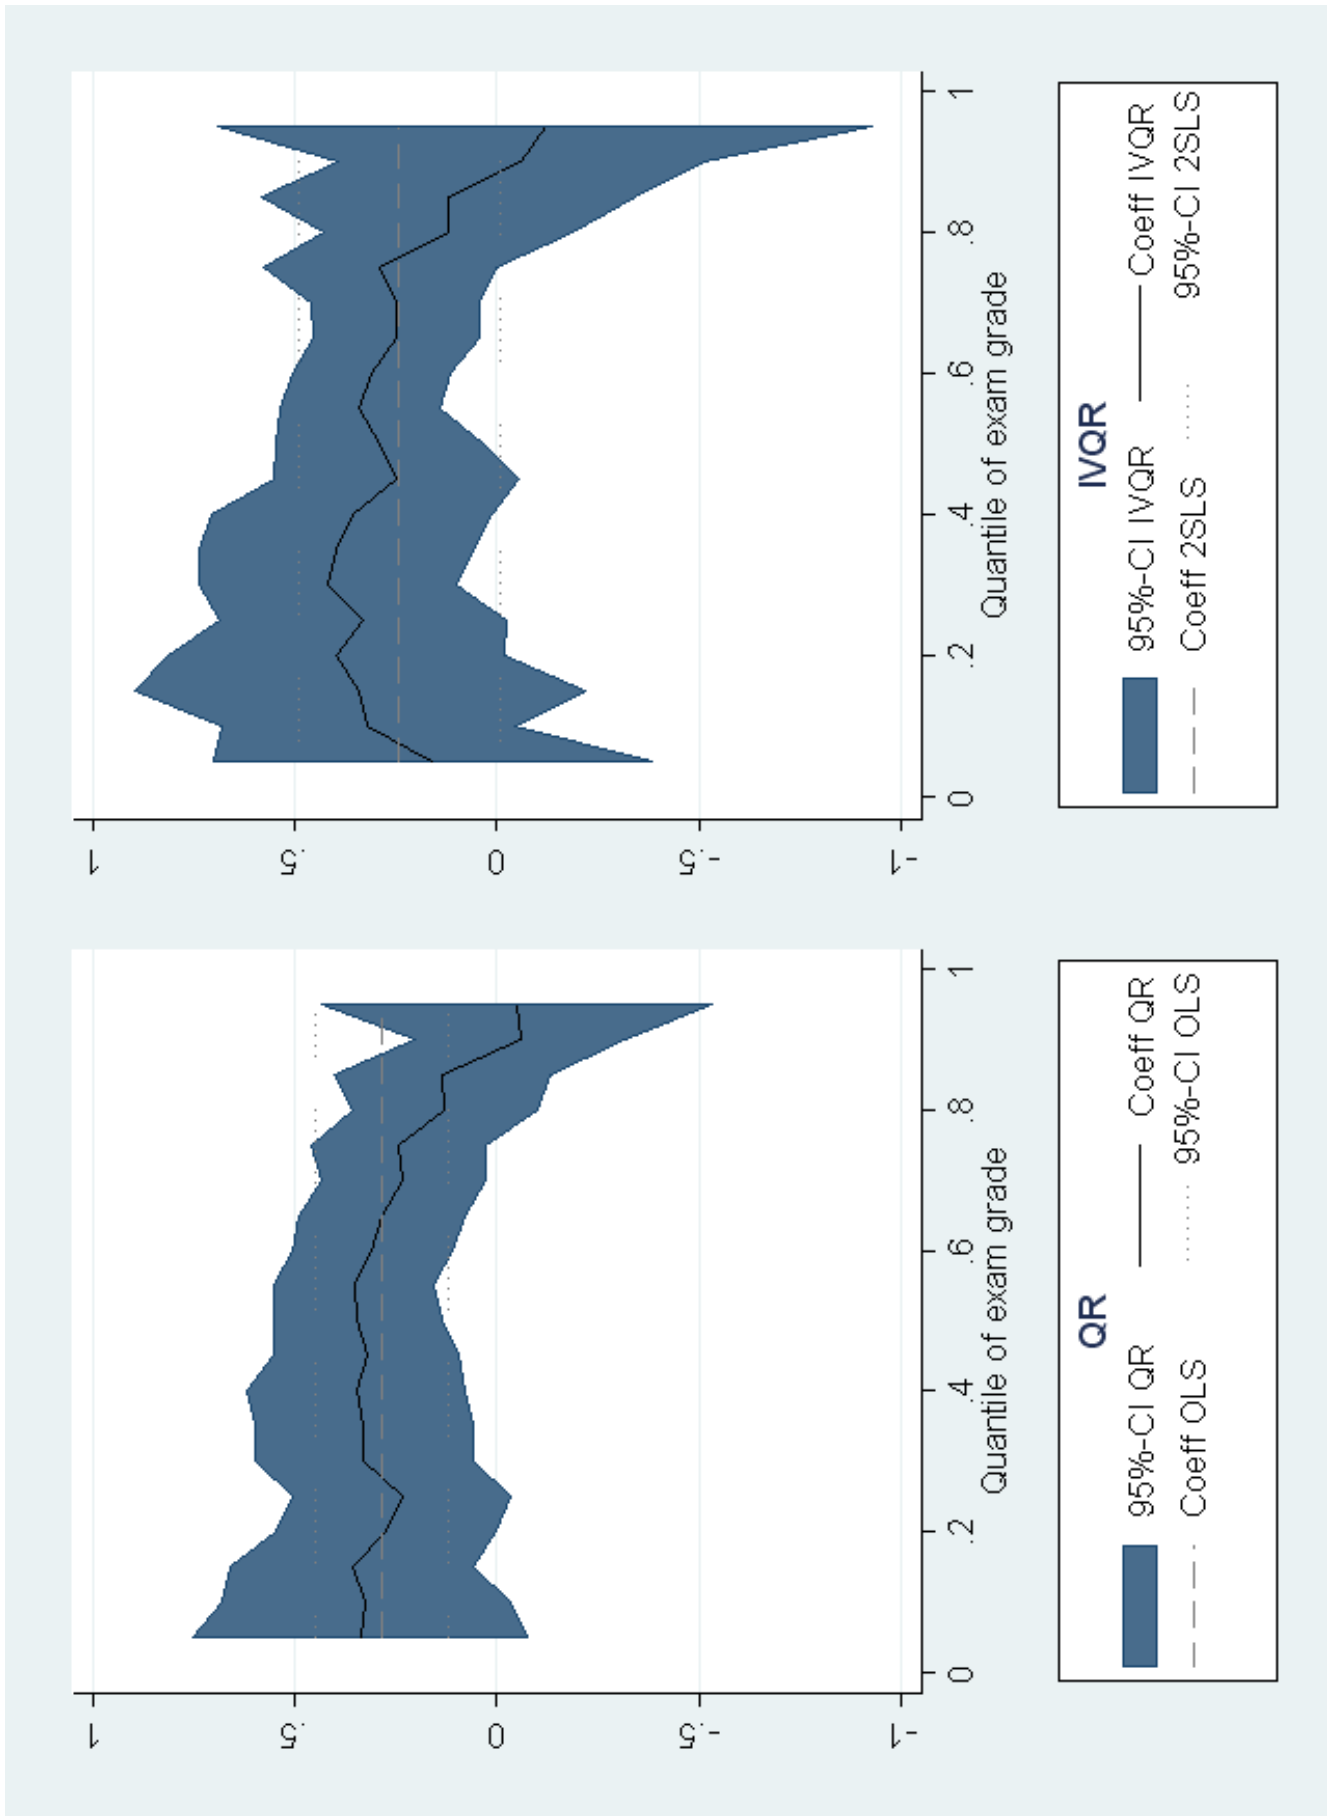 1
.5
0
-.5
-1
0
.2
.4
.6
.8
1
Quantile of exam grade
QR
95%-CI QR
Coeff QR
Coeff OLS
95%-CI OLS
1
.5
0
-.5
-1
0
.2
.4
.6
.8
1
Quantile of exam grade
IVQR
95%-CI IVQR
Coeff IVQR
Coeff 2SLS
95%-CI 2SLS